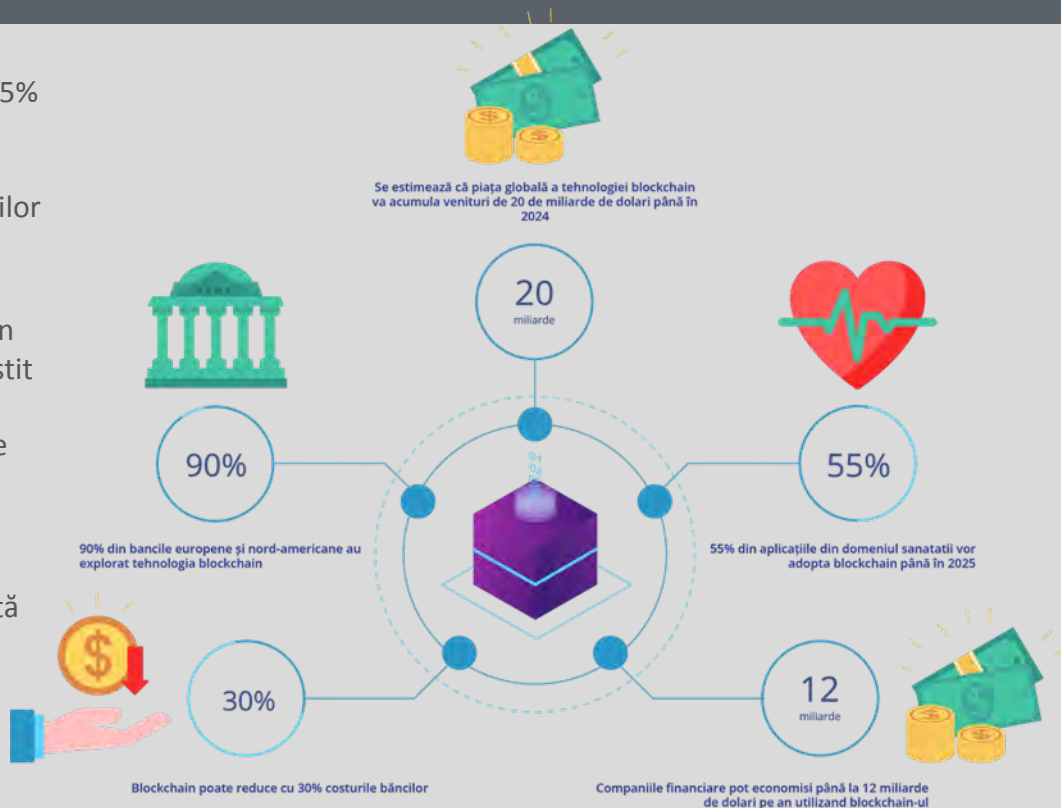 5%
ilor
n
stit
e
tă
Se estimează că piața globală a tehnologiei blockchain
va acumula venituri de 20 de miliarde de dolari până în
2024
20
miliarde
90%
90% din bancile europene și nord-americane au
explorat tehnologia blockchain
55%
55% din aplicațiile din domeniul sanatatii vor
adopta blockchain până în 2025
30%
Blockchain poate reduce cu 30% costurile băncilor
12
miliarde
Companiile financiare pot economisi până la 12 miliarde
de dolari pe an utilizand blockchain-ul